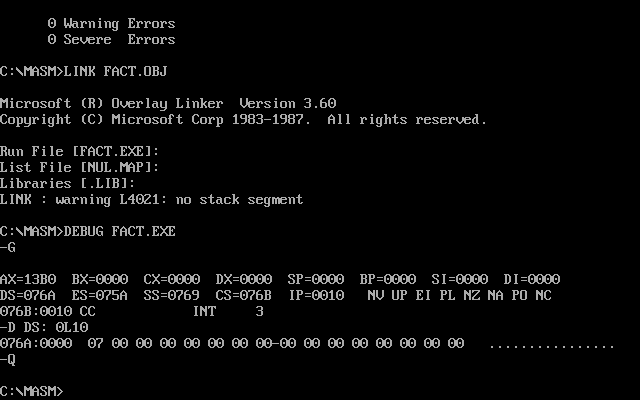 0 Warning Errors
      0 Severe  Errors
C:\MASM>LINK FACT.OBJ
Microsoft (R) Overlay Linker  Version 3.60
Copyright (C) Microsoft Corp 1983-1987.  All rights reserved.
Run File [FACT.EXE]:
List File [NUL.MAP]:
Libraries [.LIB]:
LINK : warning L4021: no stack segment
C:\MASM>DEBUG FACT.EXE
-G
AX=13B0  BX=0000  CX=0000  DX=0000  SP=0000  BP=0000  SI=0000  DI=0000
DS=076A  ES=075A  SS=0769  CS=076B  IP=0010   NV UP EI PL NZ NA PO NC
076B:0010 CC            INT     3
-D DS: 0L10
076A:0000  07 00 00 00 00 00 00 00-00 00 00 00 00 00 00 00   ................
-Q
C:\MASM>